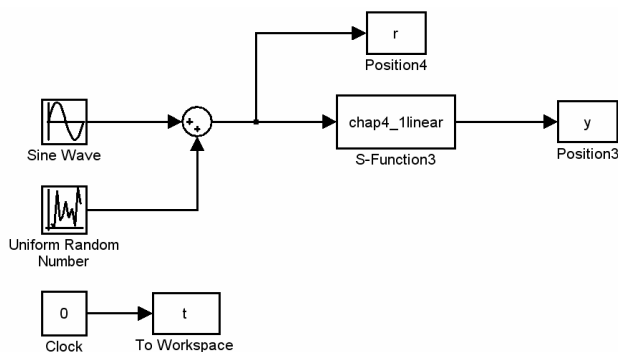 r
Position4
Sine Wave
+
+
chap4_1linear
S-Function3
y
Position3
Uniform Random
Number
0
Clock
t
To Workspace